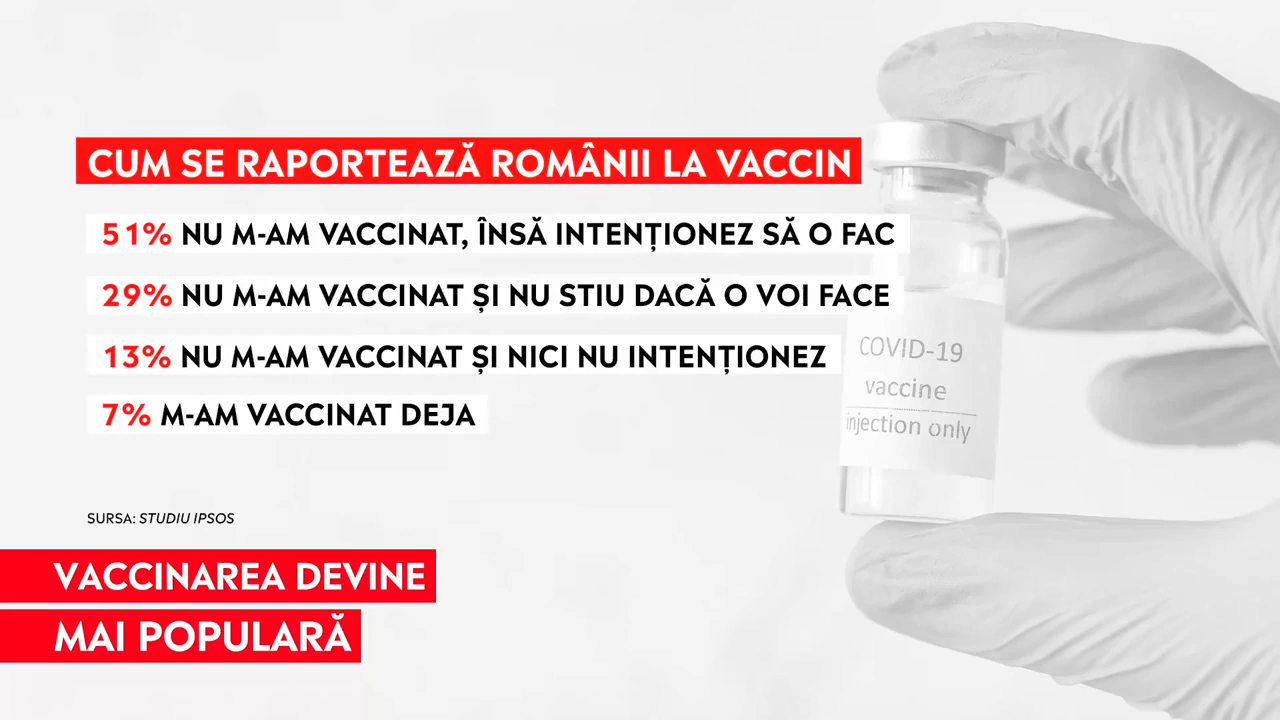 CUM SE RAPORTEAZĂ ROMÂNII LA VACCIN
51% NU M-AM VACCINAT, ÎNSĂ INTENȚIONEZ SĂ O FAC
29% NU M-AM VACCINAT ȘI NU STIU DACĂ O VOI FACE
13% NU M-AM VACCINAT ȘI NICI NU INTENȚIONEZ
7% M-AM VACCINAT DEJA
COVID-19
vaccine
injection only
SURSA: STUDIU IPSOS
VACCINAREA DEVINE
MAI POPULARĂ